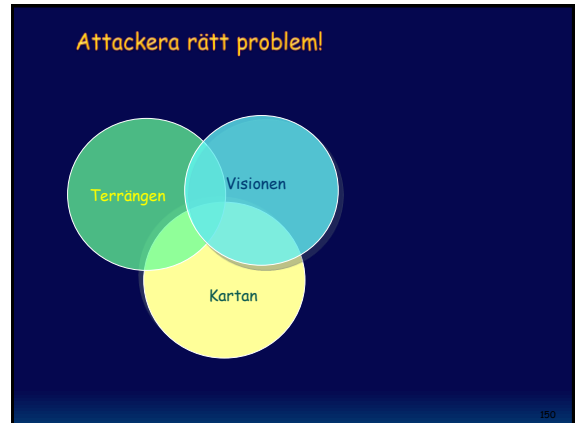 Attackera rätt problem!
Visionen
Terrängen
Kartan
150